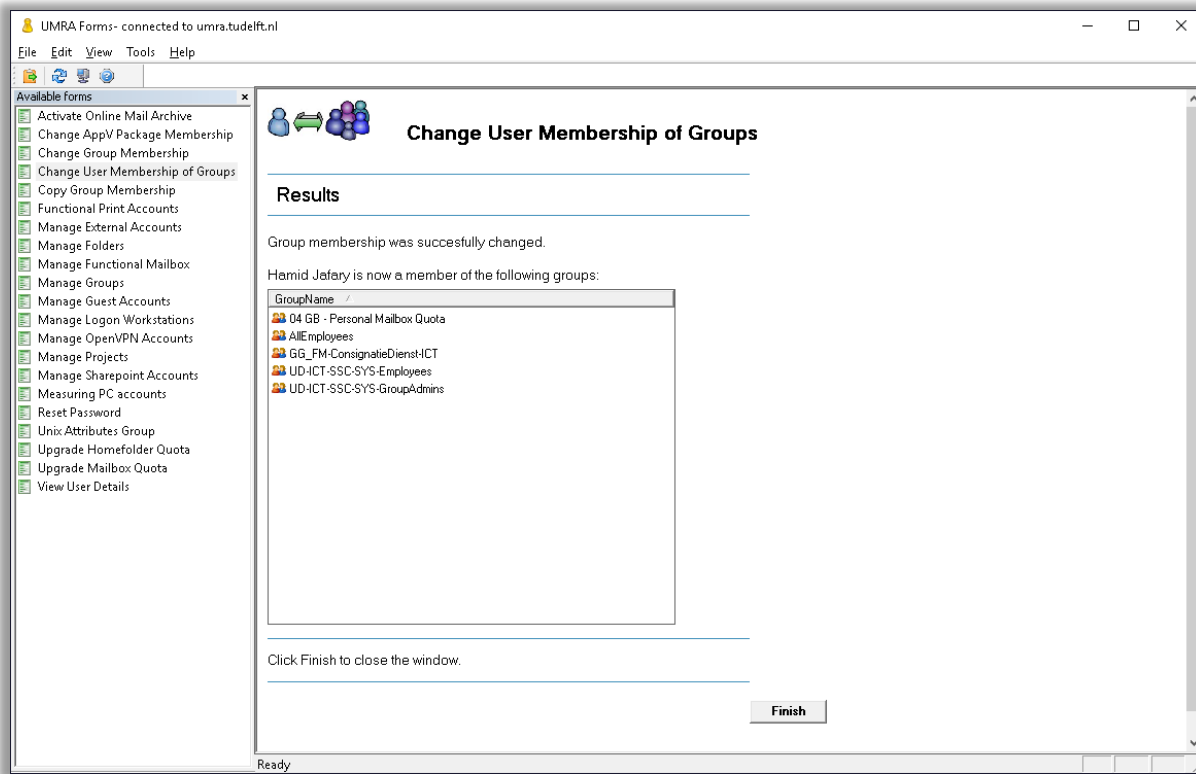 UMRA Forms- connected to umra.tudelft.nl
File Edit View Tools Help
Available forms
Activate Online Mail Archive
Change AppV Package Membership
Change Group Membership
Change User Membership of Groups
Copy Group Membership
Functional Print Accounts
Manage External Accounts
Manage Folders
Manage Functional Mailbox
Manage Groups
Manage Guest Accounts
Manage Logon Workstations
Manage OpenVPN Accounts
Manage Projects
Manage Sharepoint Accounts
Measuring PC accounts
Reset Password
Unix Attributes Group
Upgrade Homefolder Quota
Upgrade Mailbox Quota
View User Details
Change User Membership of Groups
Results
Group membership was succesfully changed.
Hamid Jafary is now a member of the following groups:
GroupName
04 GB - Personal Mailbox Quota
AllEmployees
GG_FM-ConsignatieDienst-ICT
UD-ICT-SSC-SYS-Employees
UD-ICT-SSC-SYS-GroupAdmins
Click Finish to close the window.
Finish
Ready